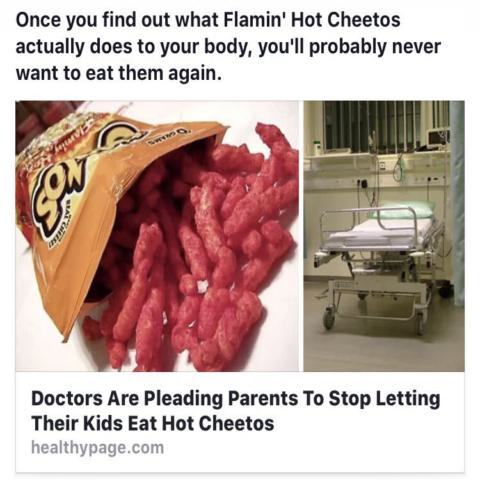 Once you find out what Flamin' Hot Cheetos
actually does to your body, you'll probably never
want to eat them again.
Doctors Are Pleading Parents To Stop Letting
Their Kids Eat Hot Cheetos
healthypage.com